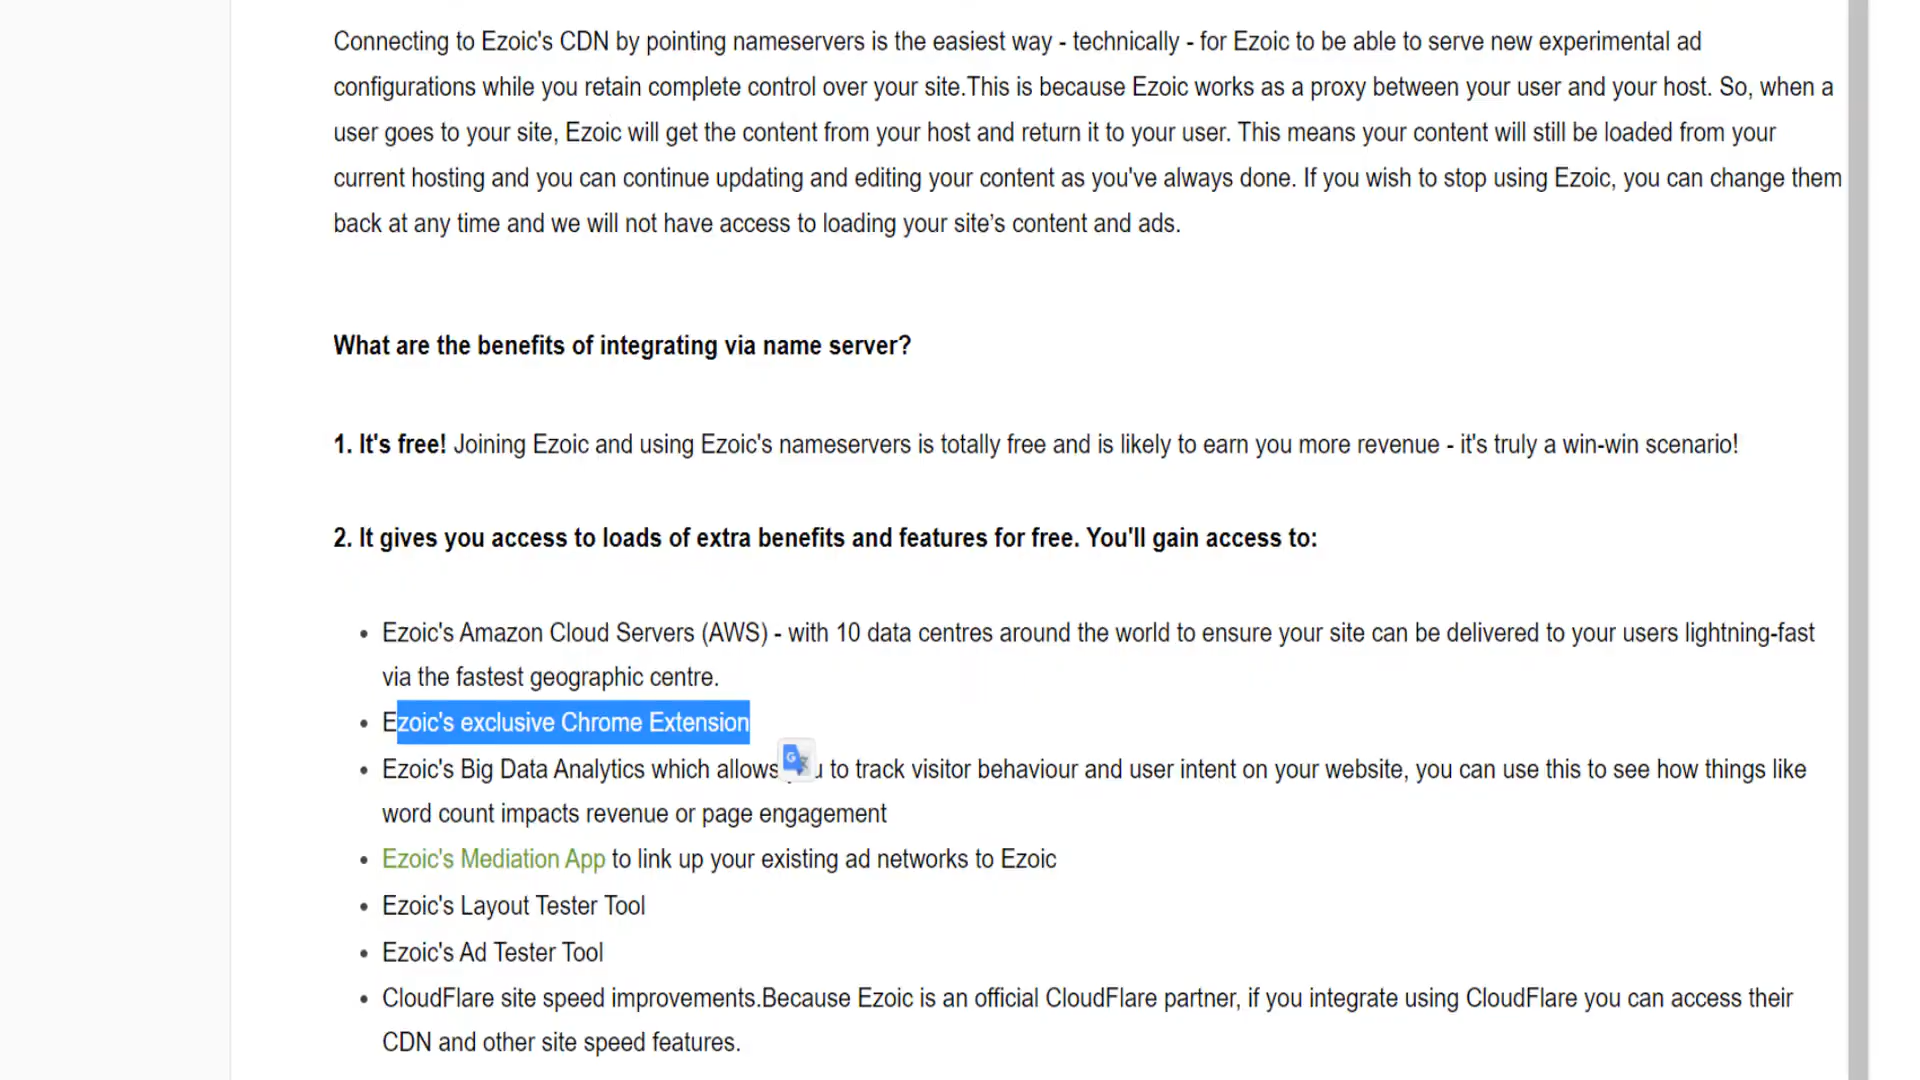 Connecting to Ezoic's CDN by pointing nameservers is the easiest way - technically - for Ezoic to be able to serve new experimental ad
configurations while you retain complete control over your site.This is because Ezoic works as a proxy between your user and your host. So, when a
user goes to your site, Ezoic will get the content from your host and return it to your user. This means your content will still be loaded from your
current hosting and you can continue updating and editing your content as you've always done. If you wish to stop using Ezoic, you can change them
back at any time and we will not have access to loading your site’s content and ads.
What are the benefits of integrating via name server?
1. It's free! Joining Ezoic and using Ezoic's nameservers is totally free and is likely to earn you more revenue - it's truly a win-win scenario!
2. It gives you access to loads of extra benefits and features for free. You'll gain access to:
• Ezoic's Amazon Cloud Servers (AWS) - with 10 data centres around the world to ensure your site can be delivered to your users lightning-fast
via the fastest geographic centre.
• Ezoic's exclusive Chrome Extension
• Ezoic's Big Data Analytics which allows to track visitor behaviour and user intent on your website, you can use this to see how things like
word count impacts revenue or page engagement
• Ezoic's Mediation App to link up your existing ad networks to Ezoic
• Ezoic's Layout Tester Tool
• Ezoic's Ad Tester Tool
• CloudFlare site speed improvements.Because Ezoic is an official CloudFlare partner, if you integrate using CloudFlare you can access their
CDN and other site speed features.